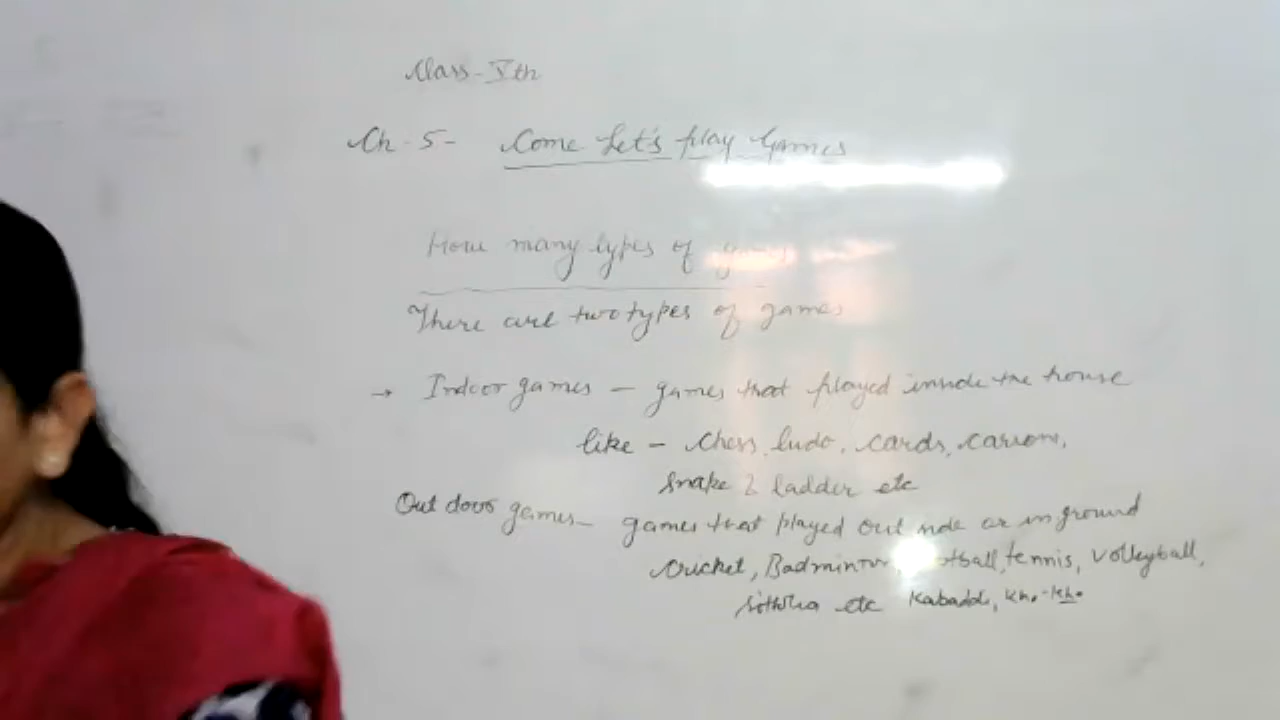 Class - Vth
Ch - 5 - Come Let's play Games
How many types of
There are two types of games
→ Indoor games – games that played inside the house
like – Chess, ludo, cards, carrom,
Snake & ladder etc
Out door games – games that played out side or in ground
Cricket, Badminton tennis, volleyball,
etc Kabaddi, Kho-Kho